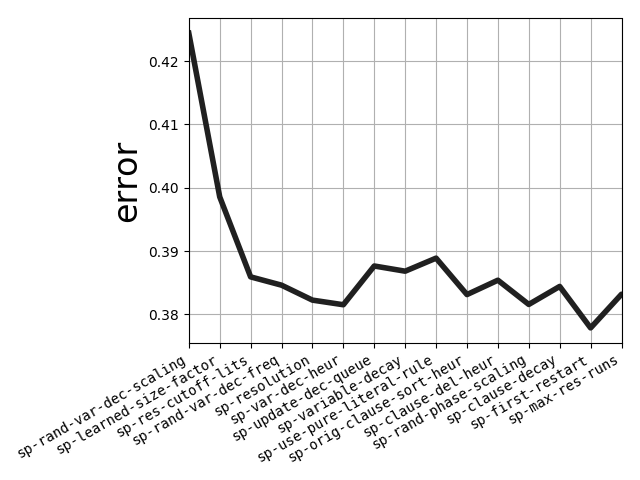 error
0.42
0.41
0.40
0.39
0.38
sp-rand-var-dec-scaling
sp-learned-size-factor
sp-res-cutoff-lits
sp-rand-var-dec-freq
sp-resolution
sp-var-dec-heur
sp-update-dec-queue
sp-variable-decay
sp-use-pure-literal-rule
sp-orig-clause-sort-heur
sp-clause-del-heur
sp-rand-phase-scaling
sp-clause-decay
sp-first-restart
sp-max-res-runs